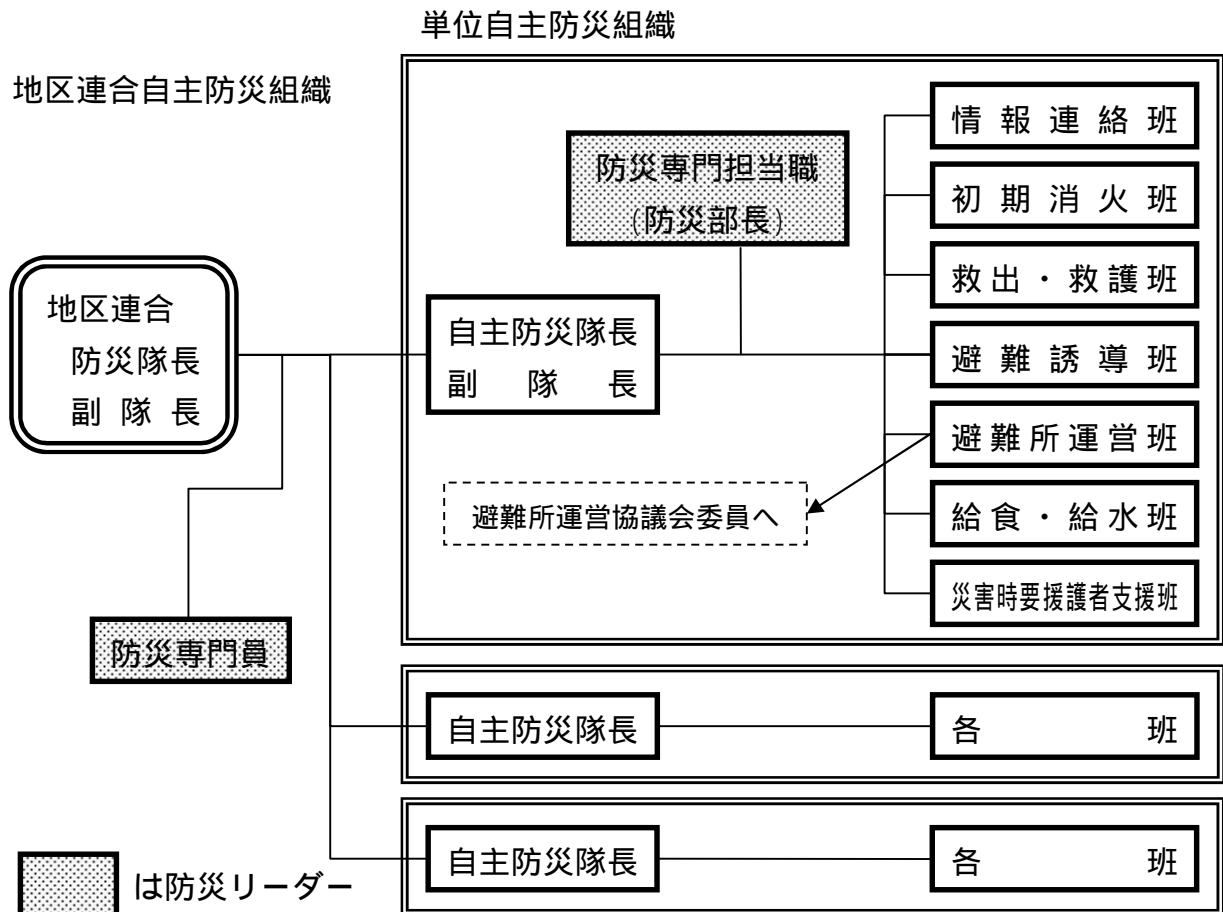 単位自主防災組織
地区連合自主防災組織
情報連絡班
防災専門担当職
(防災部長)
初期消火班
救出・救護班
地区連合
防災隊長
副隊長
自主防災隊長
副隊長
避難誘導班
避難所運営班
避難所運営協議会委員へ
給食・給水班
災害時要援護者支援班
防災専門員
自主防災隊長
各班
自主防災隊長
各班
は防災リーダー